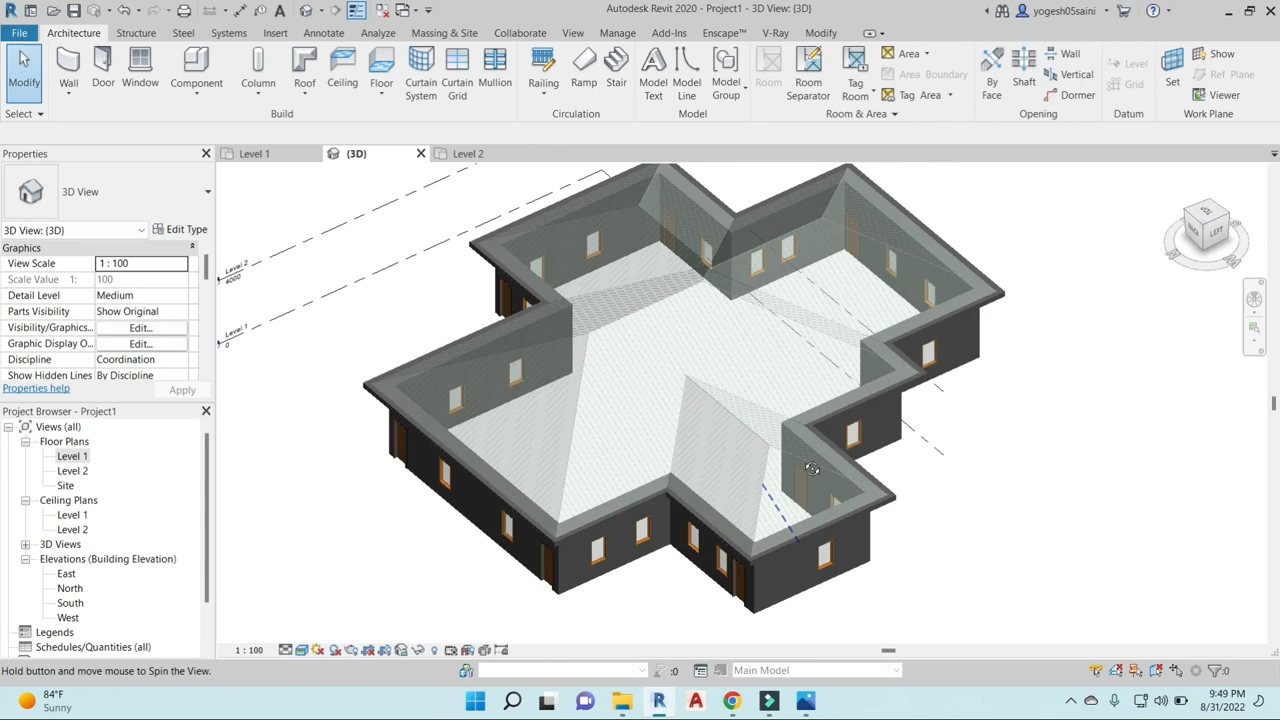 Autodesk Revit 2020 - Project1 - 3D View: {3D}
yogesh05saini
File Architecture Structure Steel Systems Insert Annotate Analyze Massing & Site Collaborate View Manage Add-Ins Enscape™ V-Ray Modify
Modify Wall Door Window Component Column Roof Ceiling Floor Curtain System Curtain Grid Mullion Railing Ramp Stair Model Text Model Line Model Group Room Room Separator Tag Room
Area
Area Boundary
Tag Area
By Face Shaft
Wall
Vertical
Dormer
Level
Grid
Set
Show
Ref Plane
Viewer
Select Build Circulation Model Room & Area Opening Datum Work Plane
Properties
Level 1 {3D} Level 2
3D View
3D View: {3D} Edit Type
Graphics
View Scale 1 : 100
Scale Value 1: 100
Detail Level Medium
Parts Visibility Show Original
Visibility/Graphics... Edit...
Graphic Display O... Edit...
Discipline Coordination
Show Hidden Lines By Discipline
Properties help Apply
Level 2
4000
Level 1
0
BACK LEFT
Project Browser - Project1
Views (all)
Floor Plans
Level 1
Level 2
Site
Ceiling Plans
Level 1
Level 2
3D Views
Elevations (Building Elevation)
East
North
South
West
Legends
Schedules/Quantities (all)
1 : 100
Hold button and move mouse to Spin the View.
:0
Main Model
:0
84°F
Sunny
9:49 PM
8/31/2022